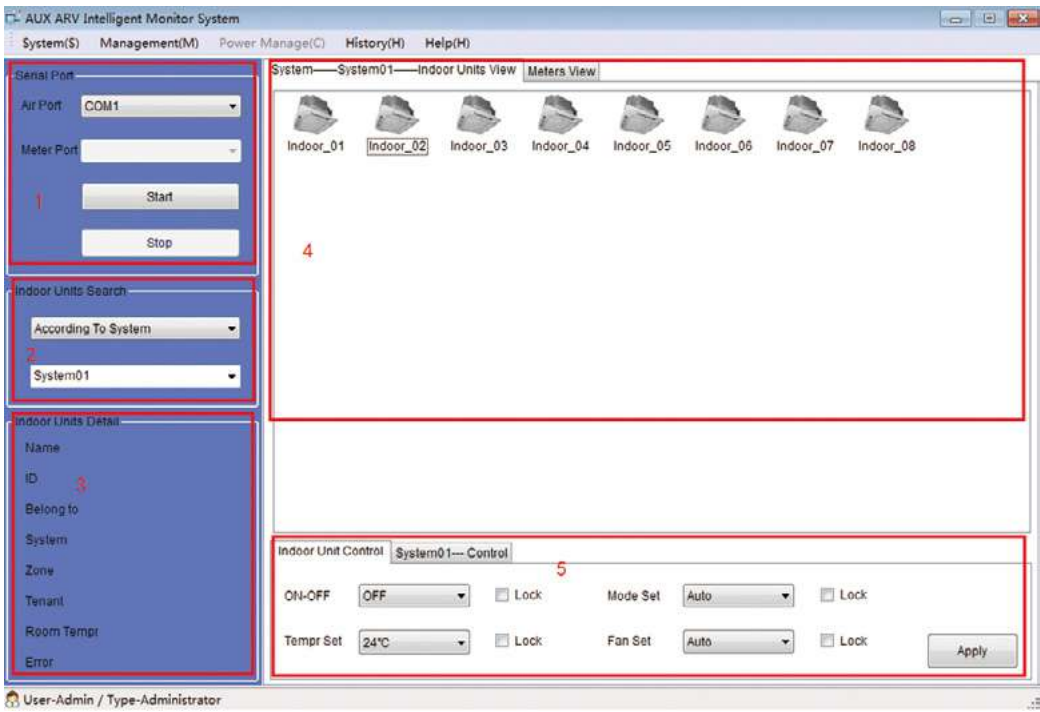 AUX ARV Intelligent Monitor System
System(S) Management(M) Power Manage(C) History(H) Help(H)
Serial Port
Air Port COM1
Meter Port
1
Start
Stop
Indoor Units Search
According To System
2
System01
Indoor Units Detail
Name
ID
3
Belong to
System
Zone
Tenant
Room Tempr
Error
System——System01——Indoor Units View Meters View
Indoor_01 Indoor_02 Indoor_03 Indoor_04 Indoor_05 Indoor_06 Indoor_07 Indoor_08
4
Indoor Unit Control System01--- Control
5
ON-OFF OFF Lock Mode Set Auto Lock
Tempr Set 24℃ Lock Fan Set Auto Lock
Apply
User-Admin / Type-Administrator